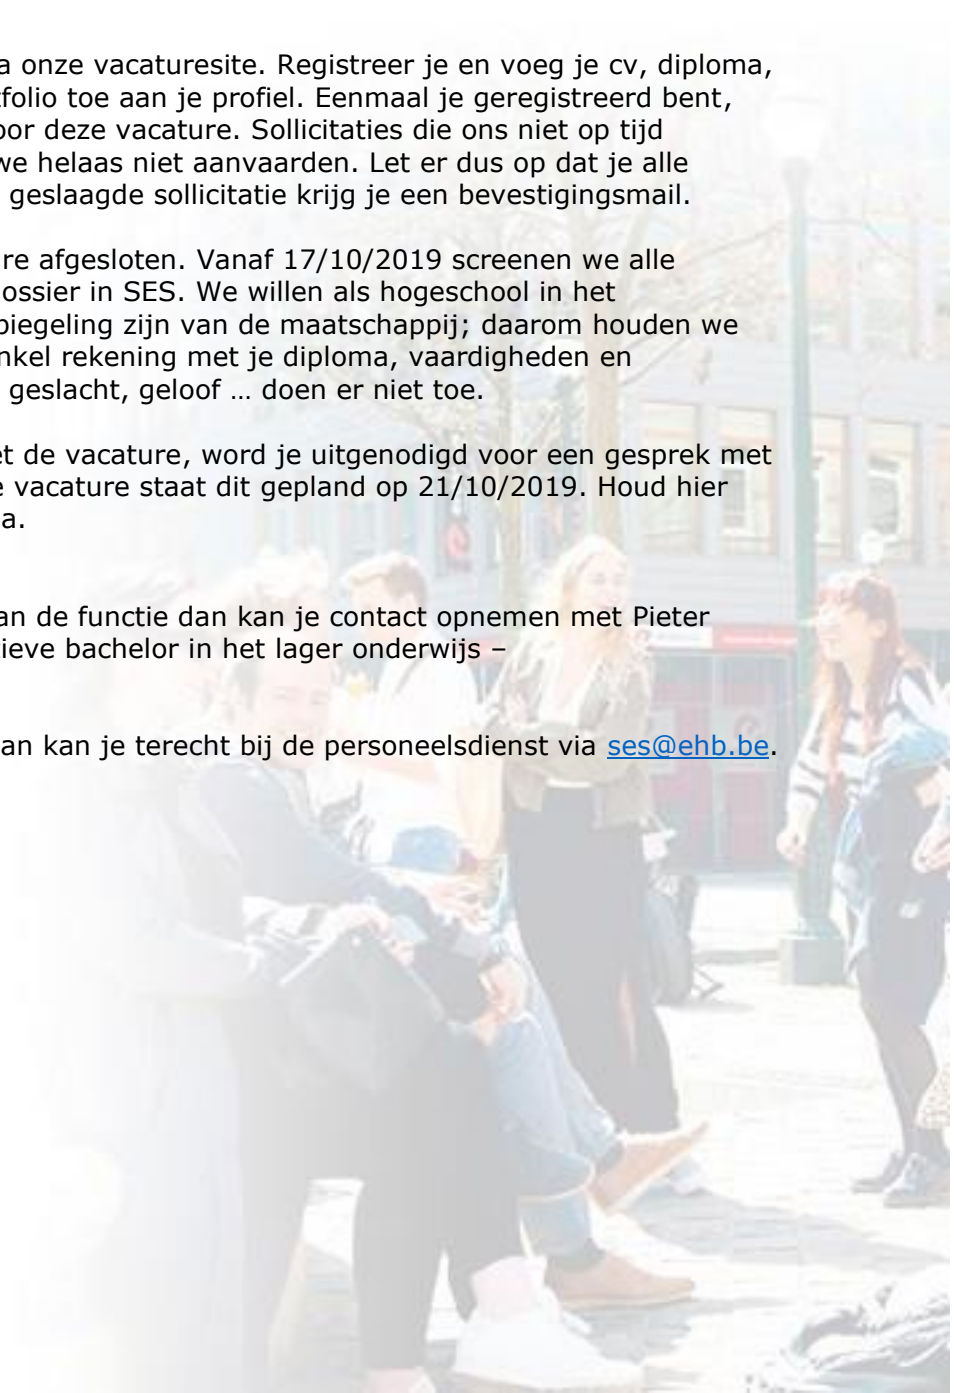 a onze vacaturesite. Registreer je en voeg je cv, diploma,
folio toe aan je profiel. Eenmaal je geregistreerd bent,
oor deze vacature. Sollicitaties die ons niet op tijd
we helaas niet aanvaarden. Let er dus op dat je alle
geslaagde sollicitatie krijg je een bevestigingsmail.
re afgesloten. Vanaf 17/10/2019 screenen we alle
ossier in SES. We willen als hogeschool in het
piegeling zijn van de maatschappij; daarom houden we
nkel rekening met je diploma, vaardigheden en
geslacht, geloof … doen er niet toe.
et de vacature, word je uitgenodigd voor een gesprek met
e vacature staat dit gepland op 21/10/2019. Houd hier
a.
an de functie dan kan je contact opnemen met Pieter
tieve bachelor in het lager onderwijs –
an kan je terecht bij de personeelsdienst via ses@ehb.be.